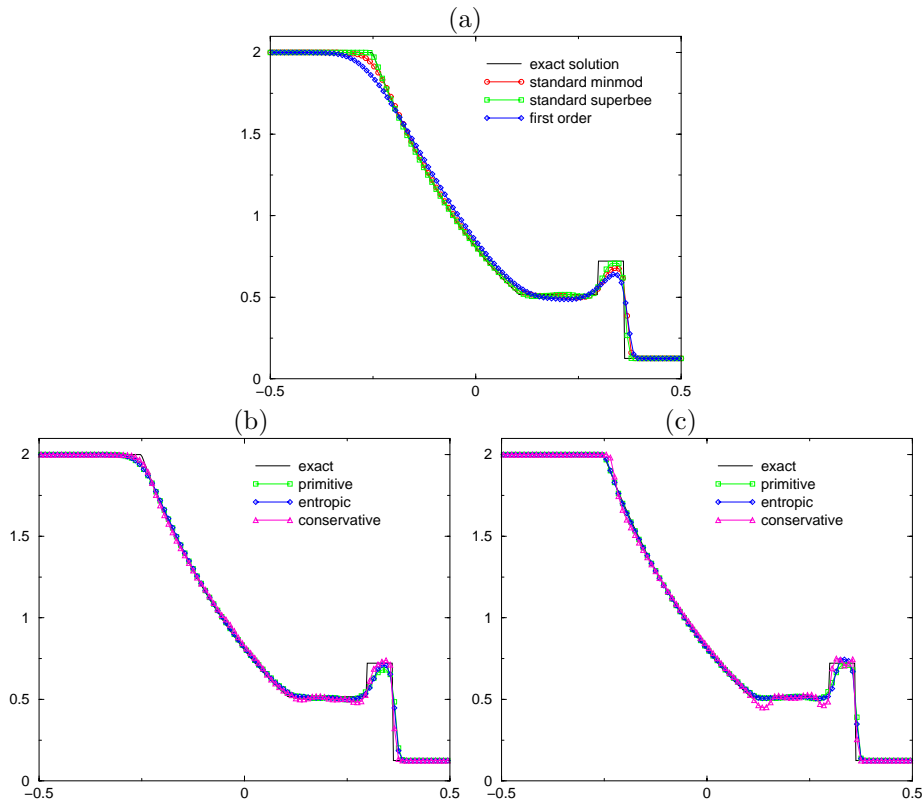 (a)
2
1.5
1
0.5
0
−0.5
0
0.5
exact solution
standard minmod
standard superbee
first order
(b)
2
1.5
1
0.5
0
−0.5
0
0.5
exact
primitive
entropic
conservative
(c)
2
1.5
1
0.5
0
−0.5
0
0.5
exact
primitive
entropic
conservative